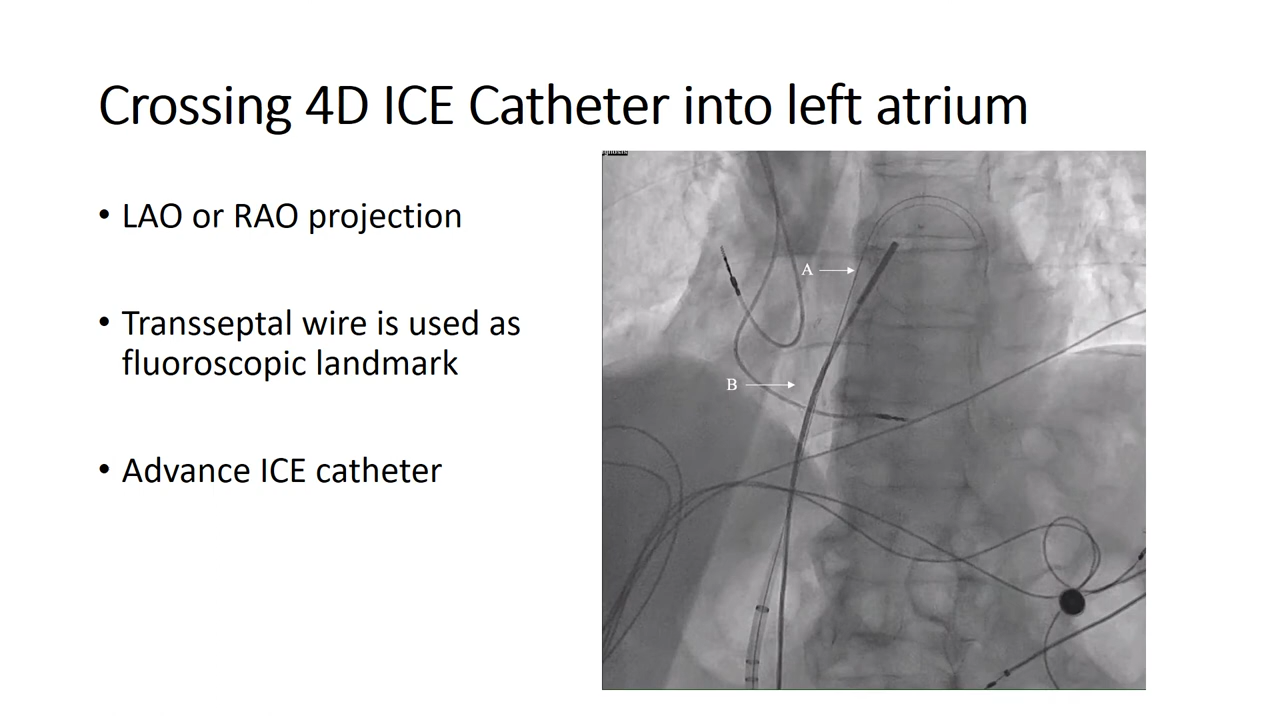 Crossing 4D ICE Catheter into left atrium
• LAO or RAO projection
• Transseptal wire is used as
fluoroscopic landmark
• Advance ICE catheter
A
B